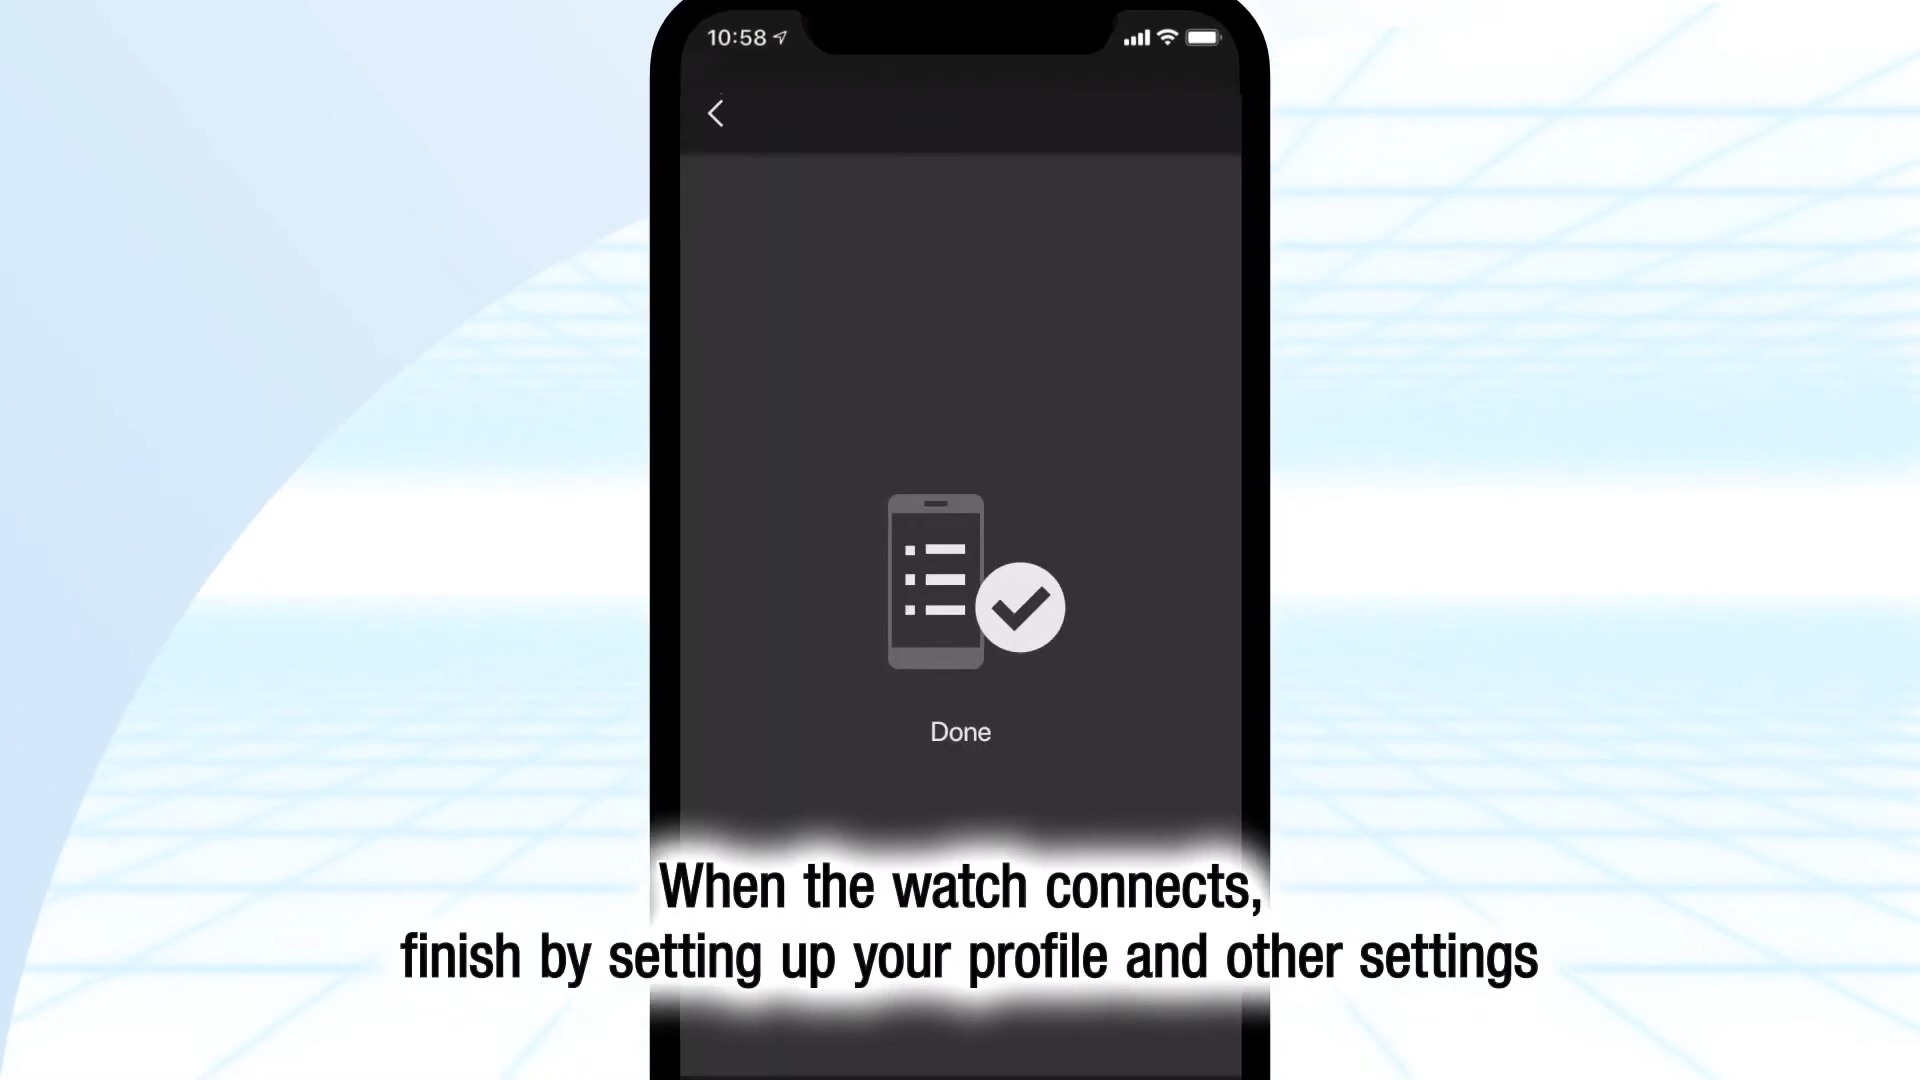 10:58
Done
When the watch connects,
finish by setting up your profile and other settings